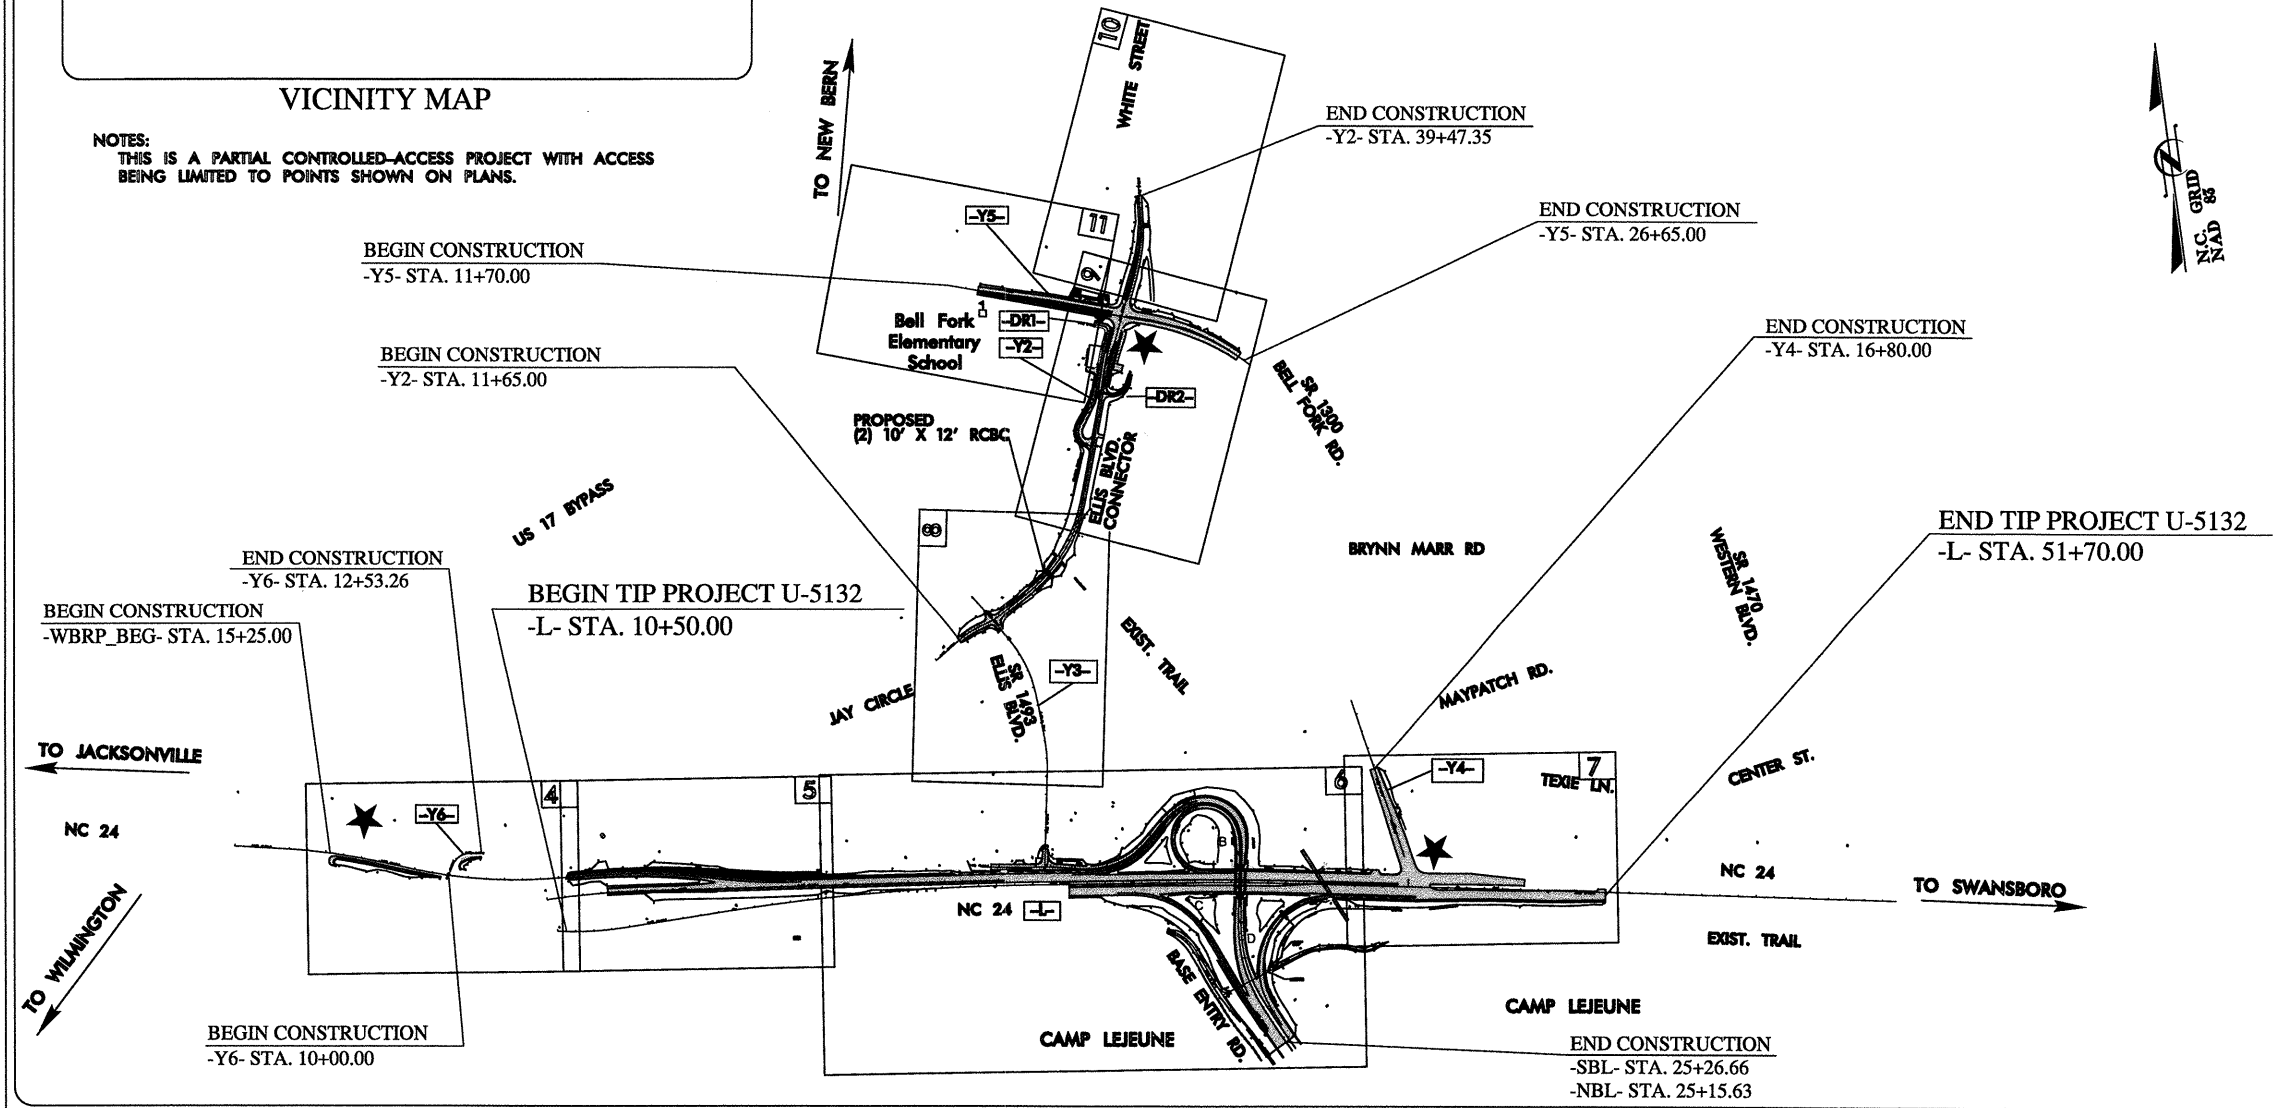 VICINITY MAP
NOTES:
THIS IS A PARTIAL CONTROLLED-ACCESS PROJECT WITH ACCESS
BEING LIMITED TO POINTS SHOWN ON PLANS.
TO NEW BERN
10
WHITE STREET
END CONSTRUCTION
-Y2- STA. 39+47.35
N.C. GRID
NAD 83
-Y5-
11
END CONSTRUCTION
-Y5- STA. 26+65.00
BEGIN CONSTRUCTION
-Y5- STA. 11+70.00
9
1
Bell Fork
Elementary
School
-DR1-
-Y2-
END CONSTRUCTION
-Y4- STA. 16+80.00
BEGIN CONSTRUCTION
-Y2- STA. 11+65.00
-DR2-
SR 1300
BELL FORK RD.
PROPOSED
(2) 10' X 12' RCBC
ELLIS BLVD.
CONNECTOR
US 17 BYPASS
8
BRYNN MARR RD
SR 1470
WESTERN BLVD.
END TIP PROJECT U-5132
-L- STA. 51+70.00
END CONSTRUCTION
-Y6- STA. 12+53.26
BEGIN CONSTRUCTION
-WBRP_BEG- STA. 15+25.00
BEGIN TIP PROJECT U-5132
-L- STA. 10+50.00
EXIST. TRAIL
-Y3-
SR 1493
ELLIS BLVD.
JAY CIRCLE
MAYPATCH RD.
TO JACKSONVILLE
4
5
6
-Y4-
7
TEXIE LN.
CENTER ST.
NC 24
-Y6-
B
NC 24
TO SWANSBORO
TO WILMINGTON
NC 24
-L-
C
D
EXIST. TRAIL
BASE ENTRY RD.
CAMP LEJEUNE
CAMP LEJEUNE
BEGIN CONSTRUCTION
-Y6- STA. 10+00.00
END CONSTRUCTION
-SBL- STA. 25+26.66
-NBL- STA. 25+15.63